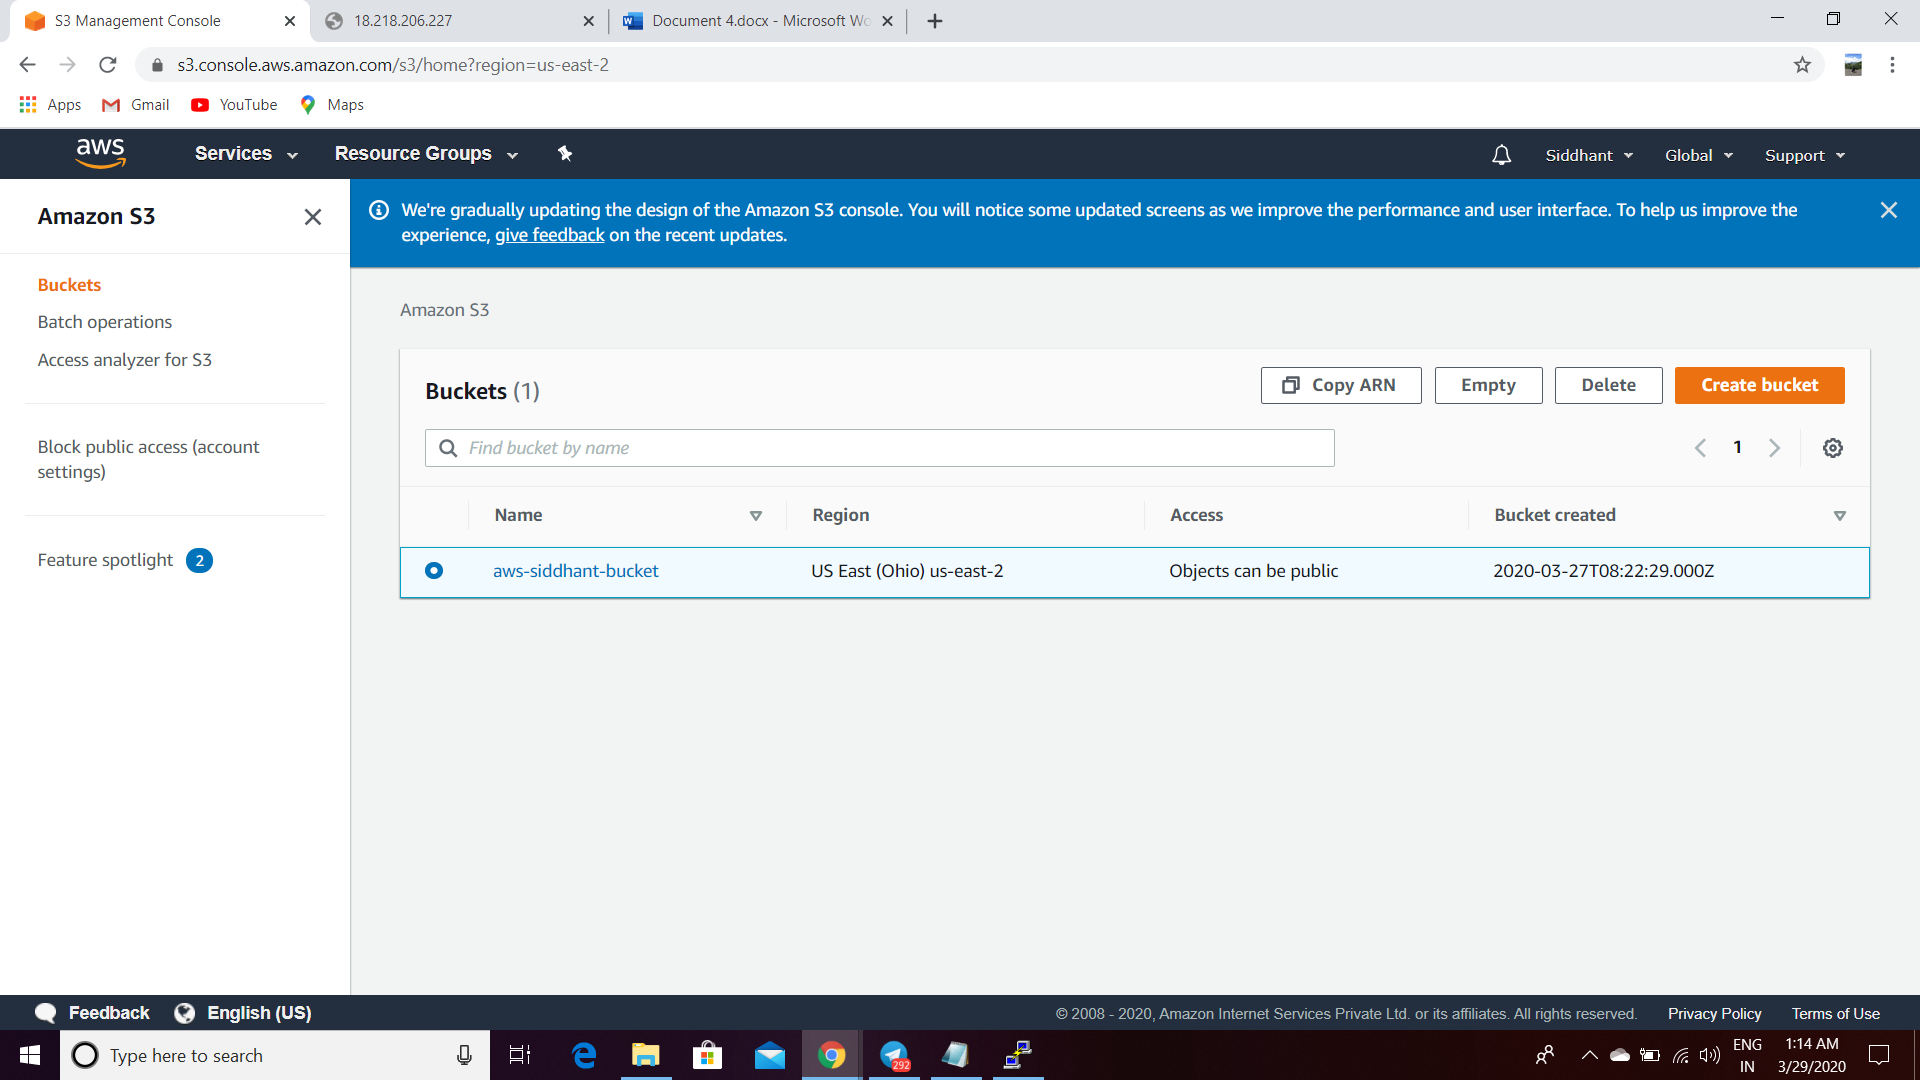 S3 Management Console
18.218.206.227
Document 4.docx - Microsoft Wo
s3.console.aws.amazon.com/s3/home?region=us-east-2
Apps
Gmail
YouTube
Maps
aws
Services
Resource Groups
Siddhant
Global
Support
Amazon S3
Buckets
Batch operations
Access analyzer for S3
Block public access (account
settings)
Feature spotlight 2
We're gradually updating the design of the Amazon S3 console. You will notice some updated screens as we improve the performance and user interface. To help us improve the
experience, give feedback on the recent updates.
Amazon S3
Buckets (1)
Copy ARN
Empty
Delete
Create bucket
Find bucket by name
1
Name
Region
Access
Bucket created
aws-siddhant-bucket
US East (Ohio) us-east-2
Objects can be public
2020-03-27T08:22:29.000Z
Feedback
English (US)
© 2008 - 2020, Amazon Internet Services Private Ltd. or its affiliates. All rights reserved.
Privacy Policy
Terms of Use
Type here to search
292
ENG
IN
1:14 AM
3/29/2020